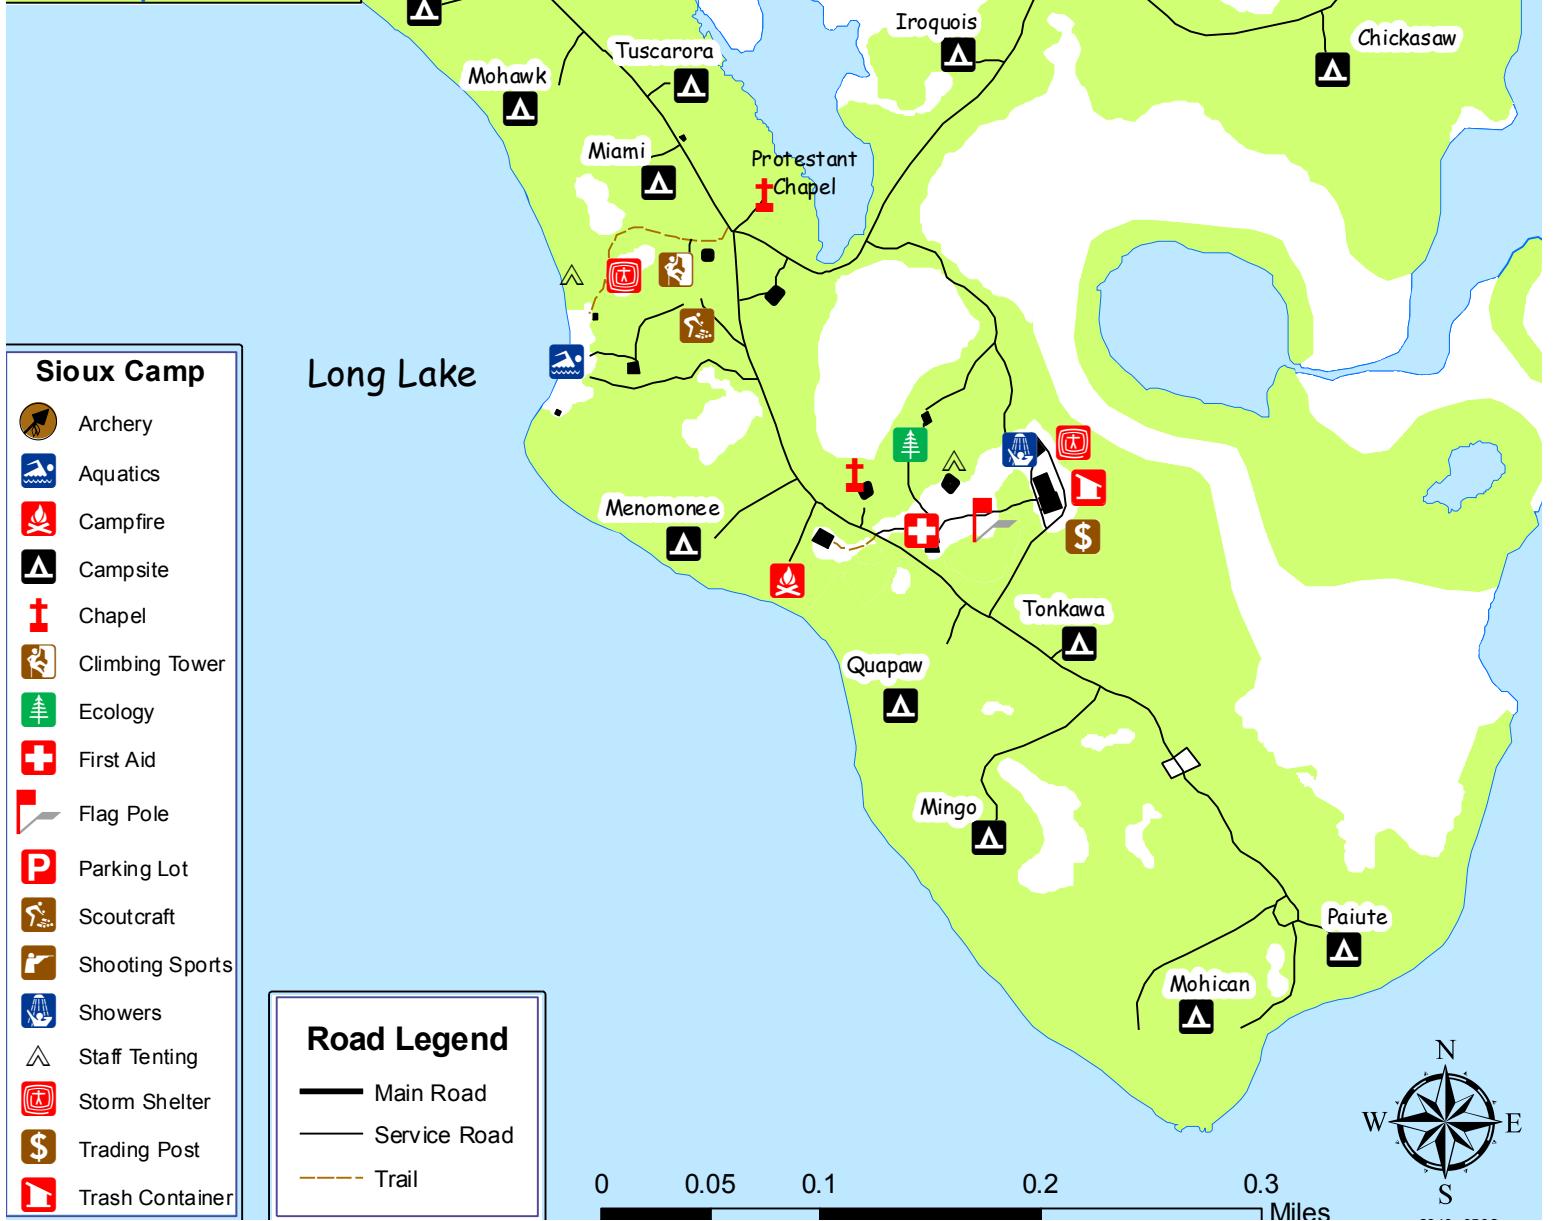 Iroquois
Chickasaw
Tuscarora
Mohawk
Miami
Protestant
Chapel
Long Lake
Menomonee
Tonkawa
Quapaw
Mingo
Paiute
Mohican
Sioux Camp
Archery
Aquatics
Campfire
Campsite
Chapel
Climbing Tower
Ecology
First Aid
Flag Pole
P
Parking Lot
Scoutcraft
Shooting Sports
Showers
Staff Tenting
Storm Shelter
$
Trading Post
Trash Container
$
Road Legend
Main Road
Service Road
Trail
0 0.05 0.1 0.2 0.3
Miles
N
W E
S